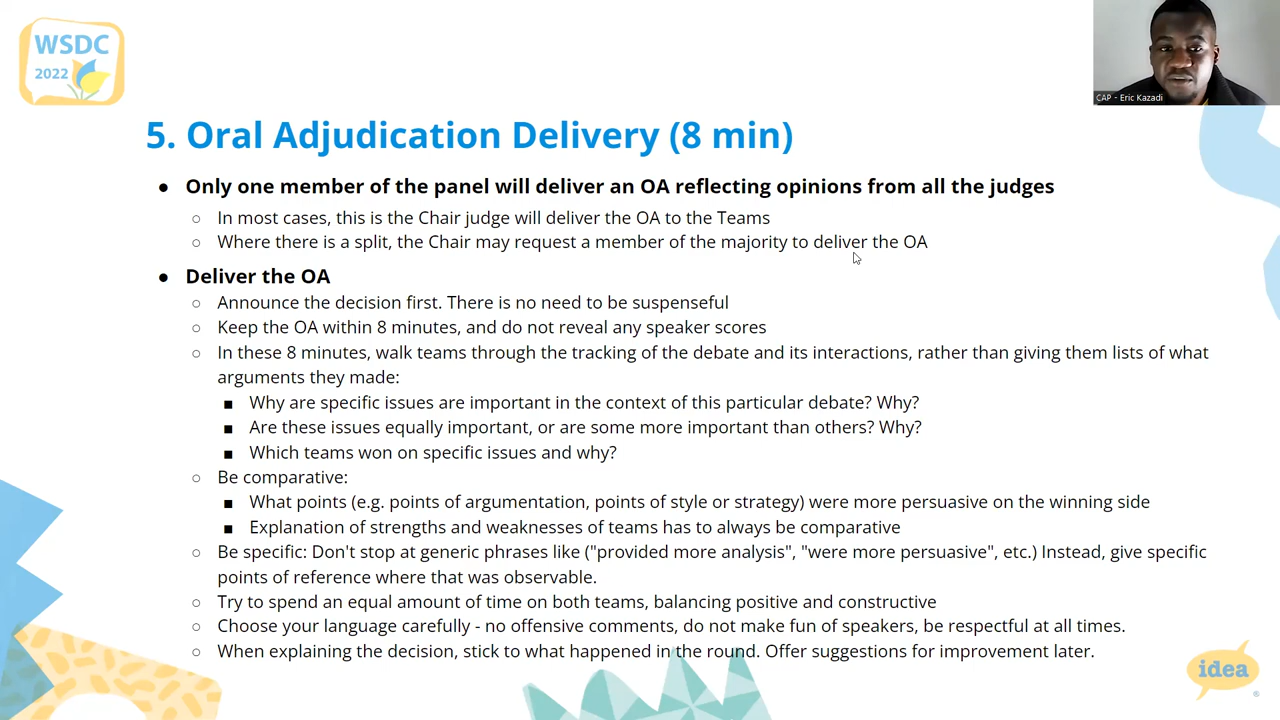 WSDC
2022
CAP - Eric Kazadi
5. Oral Adjudication Delivery (8 min)
● Only one member of the panel will deliver an OA reflecting opinions from all the judges
○ In most cases, this is the Chair judge will deliver the OA to the Teams
○ Where there is a split, the Chair may request a member of the majority to deliver the OA
● Deliver the OA
○ Announce the decision first. There is no need to be suspenseful
○ Keep the OA within 8 minutes, and do not reveal any speaker scores
○ In these 8 minutes, walk teams through the tracking of the debate and its interactions, rather than giving them lists of what
arguments they made:
■ Why are specific issues are important in the context of this particular debate? Why?
■ Are these issues equally important, or are some more important than others? Why?
■ Which teams won on specific issues and why?
○ Be comparative:
■ What points (e.g. points of argumentation, points of style or strategy) were more persuasive on the winning side
■ Explanation of strengths and weaknesses of teams has to always be comparative
○ Be specific: Don't stop at generic phrases like ("provided more analysis", "were more persuasive", etc.) Instead, give specific
points of reference where that was observable.
○ Try to spend an equal amount of time on both teams, balancing positive and constructive
○ Choose your language carefully - no offensive comments, do not make fun of speakers, be respectful at all times.
○ When explaining the decision, stick to what happened in the round. Offer suggestions for improvement later.
idea
®